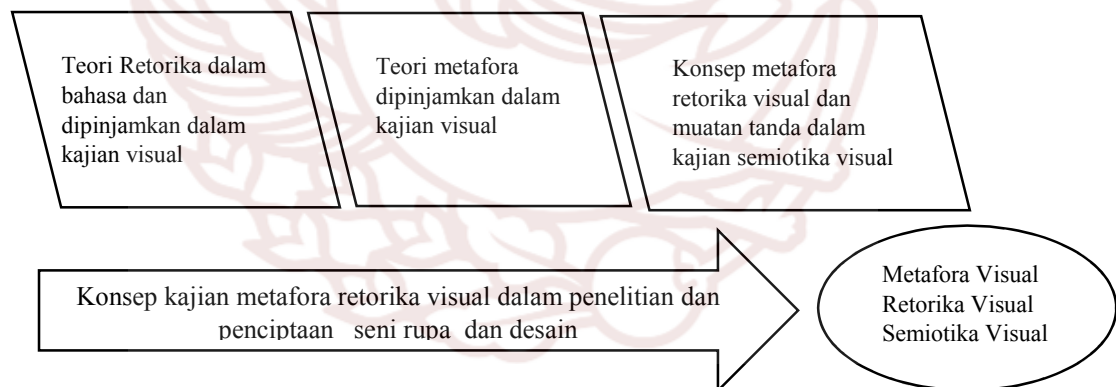 Teori Retorika dalam
bahasa dan
dipinjamkan dalam
kajian visual
Teori metafora
dipinjamkan dalam
kajian visual
Konsep metafora
retorika visual dan
muatan tanda dalam
kajian semiotika visual
Konsep kajian metafora retorika visual dalam penelitian dan
penciptaan seni rupa dan desain
Metafora Visual
Retorika Visual
Semiotika Visual